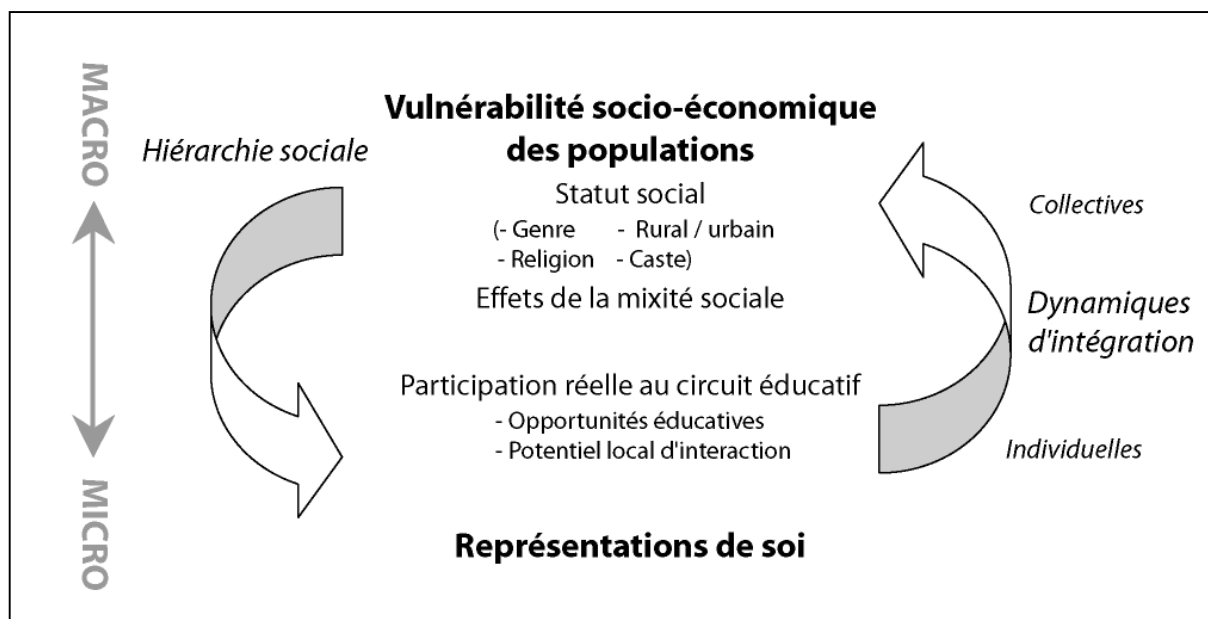 MACRO
MICRO
Hiérarchie sociale
Vulnérabilité socio-économique
des populations
Statut social
(- Genre - Rural / urbain
- Religion - Caste)
Effets de la mixité sociale
Participation réelle au circuit éducatif
- Opportunités éducatives
- Potentiel local d'interaction
Représentations de soi
Collectives
Dynamiques
d'intégration
Individuelles